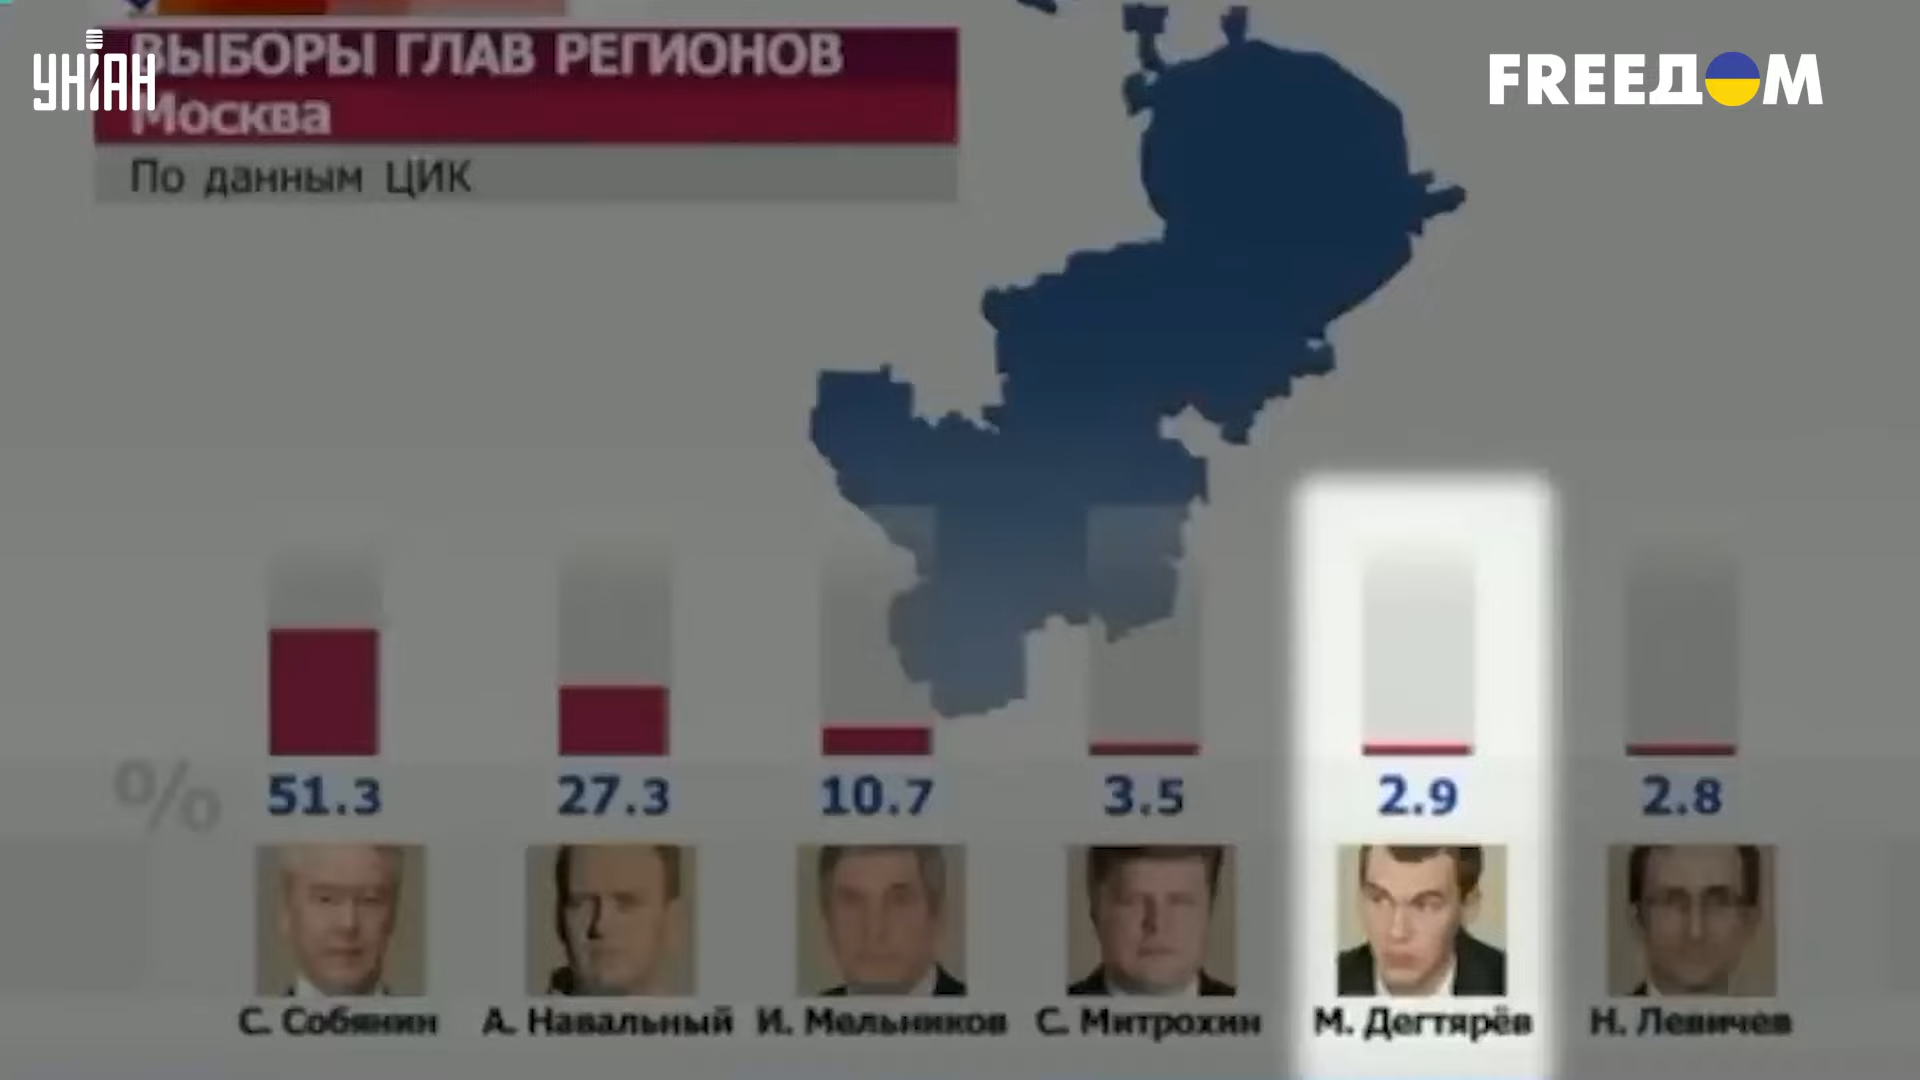 УНІАН
ВЫБОРЫ ГЛАВ РЕГИОНОВ
Москва
По данным ЦИК
FREEДОМ
%
51.3 27.3 10.7 3.5 2.9 2.8
С. Собянин А. Навальный И. Мельников С. Митрохин М. Дегтярёв Н. Левичев